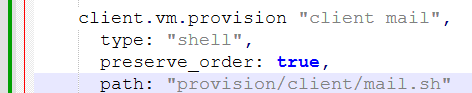 client.vm.provision "client mail",
type: "shell",
preserve_order: true,
path: "provision/client/mail.sh"